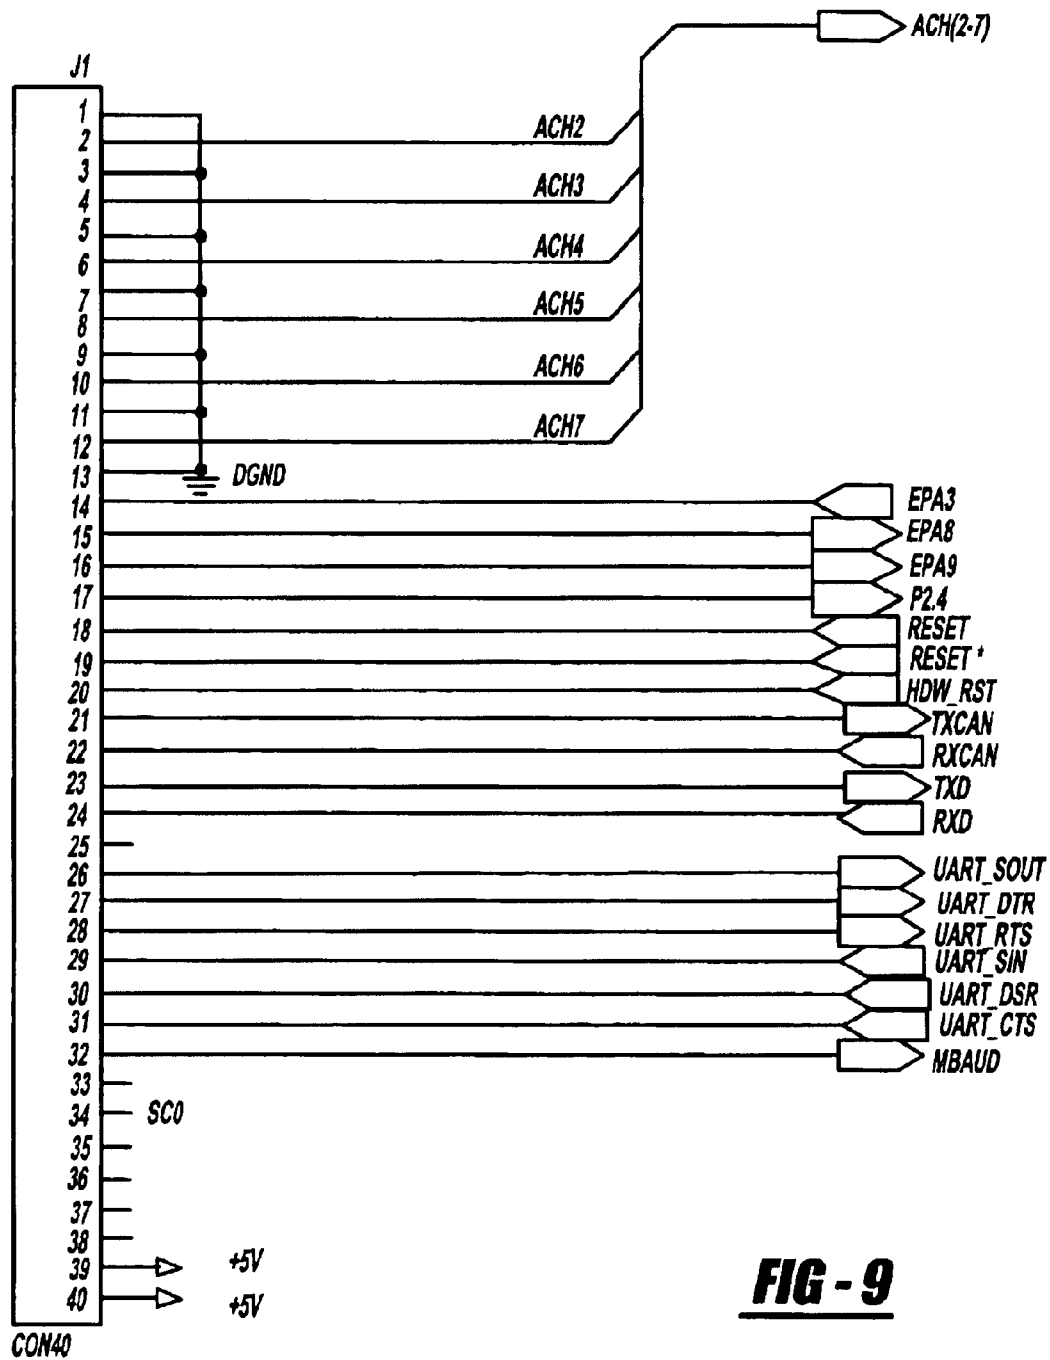 ACH(2-7)
J1
1
2 ACH2
3
4 ACH3
5
6 ACH4
7
8 ACH5
9
10 ACH6
11
12 ACH7
13 DGND
14 EPA3
15 EPA8
16 EPA9
17 P2.4
18 RESET
19 RESET *
20 HDW_RST
21 TXCAN
22 RXCAN
23 TXD
24 RXD
25
26 UART_SOUT
27 UART_DTR
28 UART_RTS
29 UART_SIN
30 UART_DSR
31 UART_CTS
32 MBAUD
33
34 SC0
35
36
37
38
39 +5V
40 +5V
CON40
FIG - 9